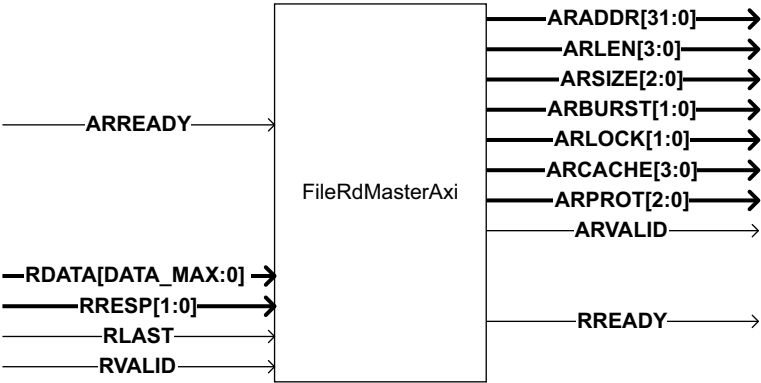 ARREADY
RDATA[DATA_MAX:0]
RRESP[1:0]
RLAST
RVALID
FileRdMasterAxi
ARADDR[31:0]
ARLEN[3:0]
ARSIZE[2:0]
ARBURST[1:0]
ARLOCK[1:0]
ARCACHE[3:0]
ARPROT[2:0]
ARVALID
RREADY